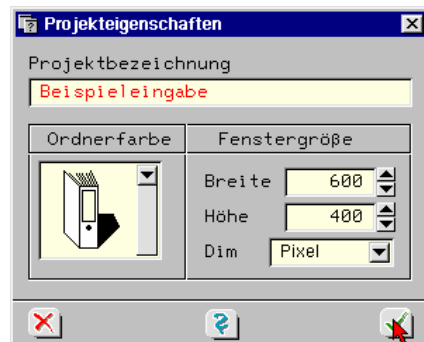 Projekteigenschaften
Projektbezeichnung
Beispieleingabe
Ordnerfarbe
Fenstergröße
Breite 600
Höhe 400
Dim Pixel